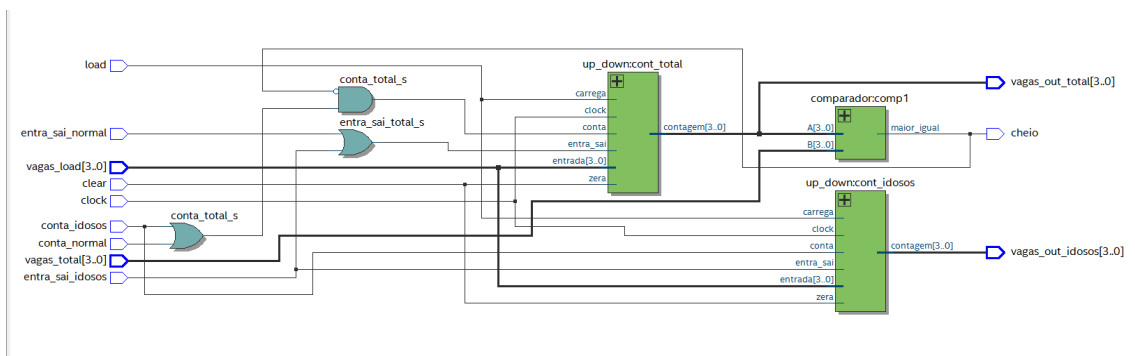 load
entra_sai_normal
vagas_load[3..0]
clear
clock
conta_idosos
conta_normal
vagas_total[3..0]
entra_sai_idosos
conta_total_s
conta_total_s
entra_sai_total_s
up_down:cont_total
carrega
clock
conta
entra_sai
entrada[3..0]
zera
contagem[3..0]
comparador:comp1
A[3..0]
B[3..0]
maior_igual
up_down:cont_idosos
carrega
clock
conta
entra_sai
entrada[3..0]
zera
contagem[3..0]
vagas_out_total[3..0]
cheio
vagas_out_idosos[3..0]